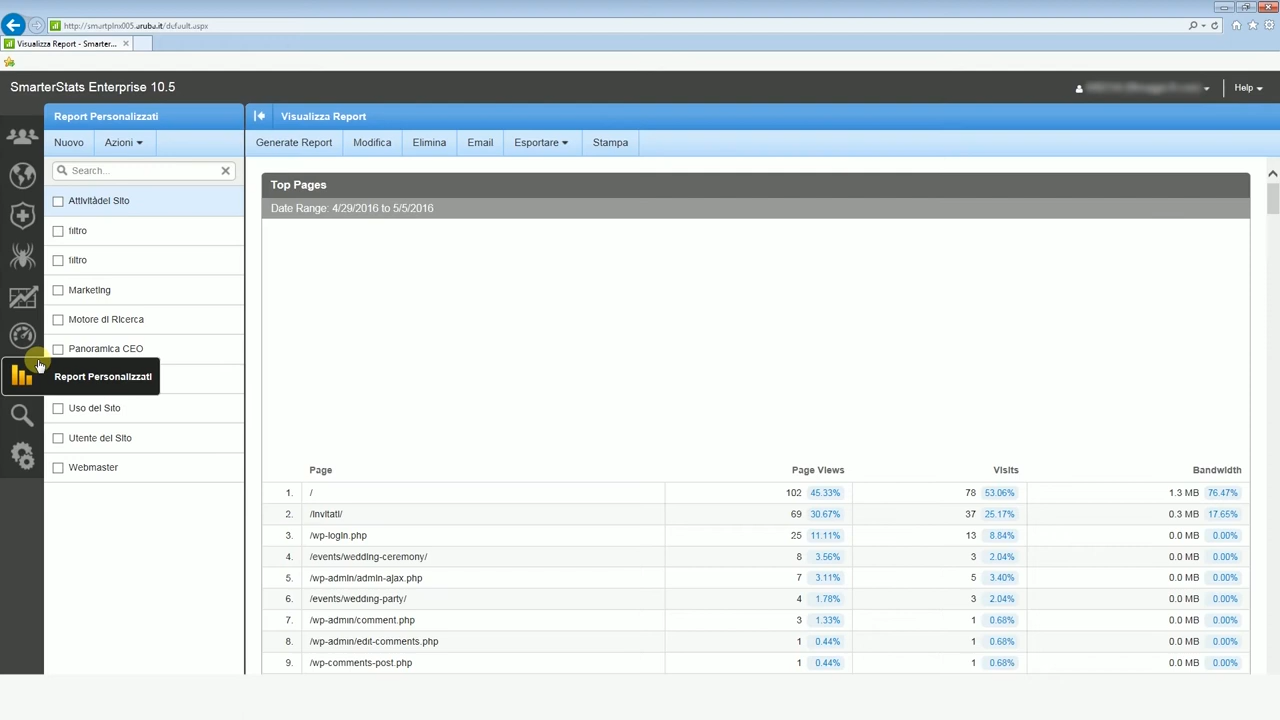 http://smartplnx005.aruba.it/default.aspx
Visualizza Report - Smarter...
SmarterStats Enterprise 10.5
Help
Report Personalizzati
Visualizza Report
Nuovo
Azioni
Generate Report
Modifica
Elimina
Email
Esportare
Stampa
Search...
Attivitàdel Sito
filtro
filtro
Marketing
Motore di Ricerca
Panoramica CEO
Report Personalizzati
Uso del Sito
Utente del Sito
Webmaster
Top Pages
Date Range: 4/29/2016 to 5/5/2016
Page Page Views Visits Bandwidth
1. / 102 45.33% 78 53.06% 1.3 MB 76.47%
2. /invitati/ 69 30.67% 37 25.17% 0.3 MB 17.65%
3. /wp-login.php 25 11.11% 13 8.84% 0.0 MB 0.00%
4. /events/wedding-ceremony/ 8 3.56% 3 2.04% 0.0 MB 0.00%
5. /wp-admin/admin-ajax.php 7 3.11% 5 3.40% 0.0 MB 0.00%
6. /events/wedding-party/ 4 1.78% 3 2.04% 0.0 MB 0.00%
7. /wp-admin/comment.php 3 1.33% 1 0.68% 0.0 MB 0.00%
8. /wp-admin/edit-comments.php 1 0.44% 1 0.68% 0.0 MB 0.00%
9. /wp-comments-post.php 1 0.44% 1 0.68% 0.0 MB 0.00%